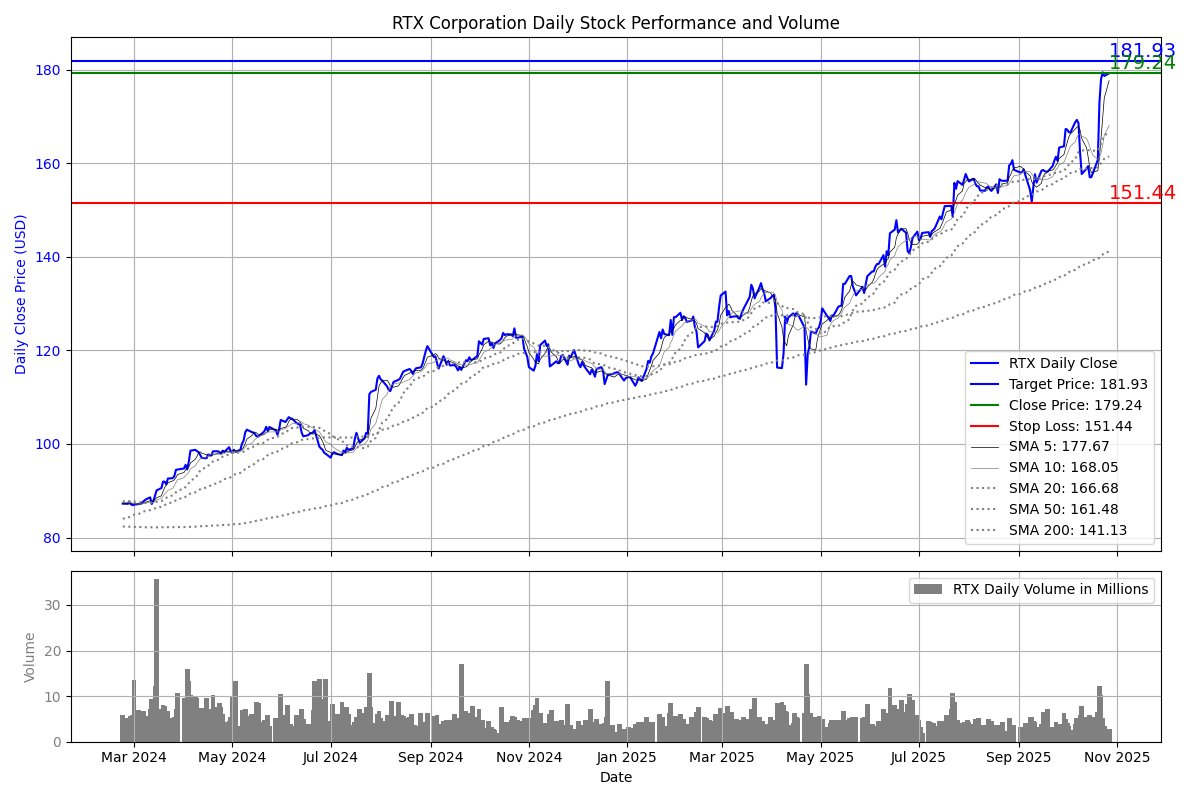 RTX Corporation Daily Stock Performance and Volume
181.93
179.24
151.44
Daily Close Price (USD)
180
160
140
120
100
80
RTX Daily Close
Target Price: 181.93
Close Price: 179.24
Stop Loss: 151.44
SMA 5: 177.67
SMA 10: 168.05
SMA 20: 166.68
SMA 50: 161.48
SMA 200: 141.13
Volume
30
20
10
0
RTX Daily Volume in Millions
Mar 2024 May 2024 Jul 2024 Sep 2024 Nov 2024 Jan 2025 Mar 2025 May 2025 Jul 2025 Sep 2025 Nov 2025
Date